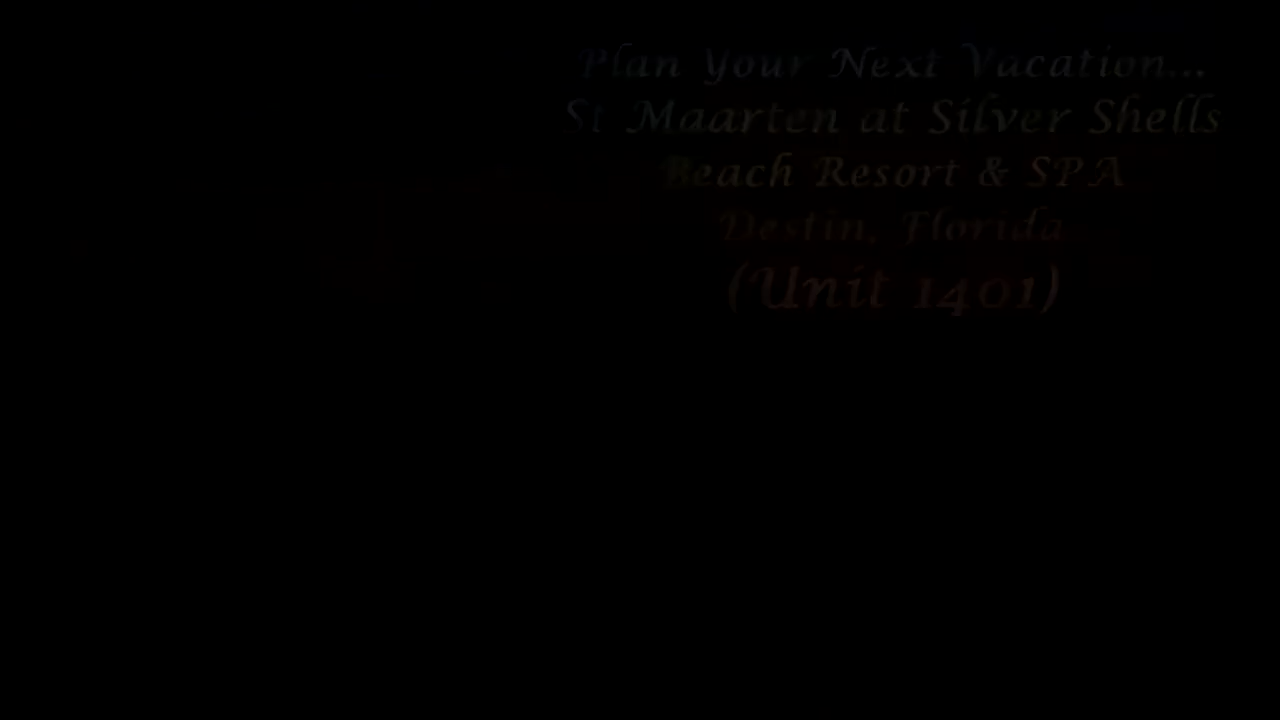 Plan Your Next Vacation...
St Maarten at Silver Shells
Beach Resort & SPA
Destin, Florida
(Unit 1401)